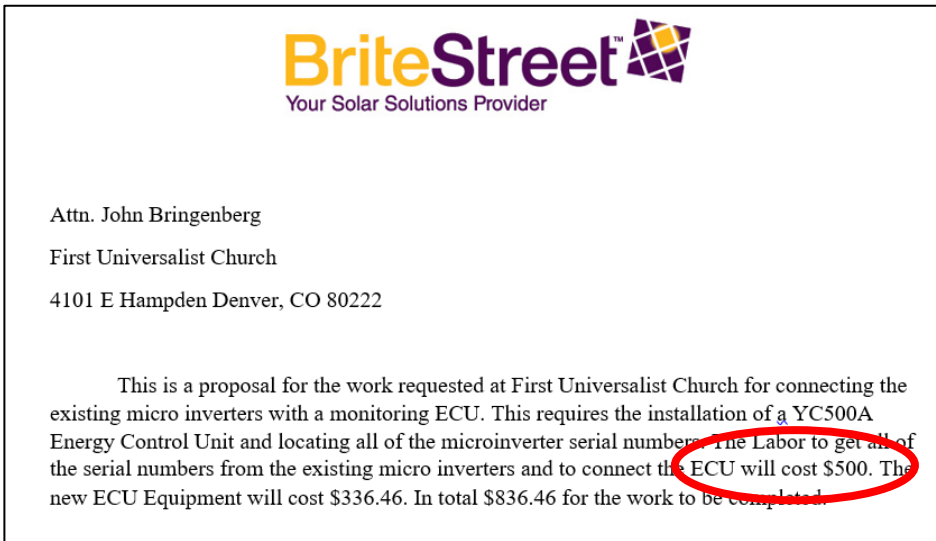 BriteStreet™
Your Solar Solutions Provider
Attn. John Bringenberg
First Universalist Church
4101 E Hampden Denver, CO 80222
This is a proposal for the work requested at First Universalist Church for connecting the
existing micro inverters with a monitoring ECU. This requires the installation of a YC500A
Energy Control Unit and locating all of the microinverter serial numbers. The Labor to get all of
the serial numbers from the existing micro inverters and to connect the ECU will cost $500. The
new ECU Equipment will cost $336.46. In total $836.46 for the work to be completed.